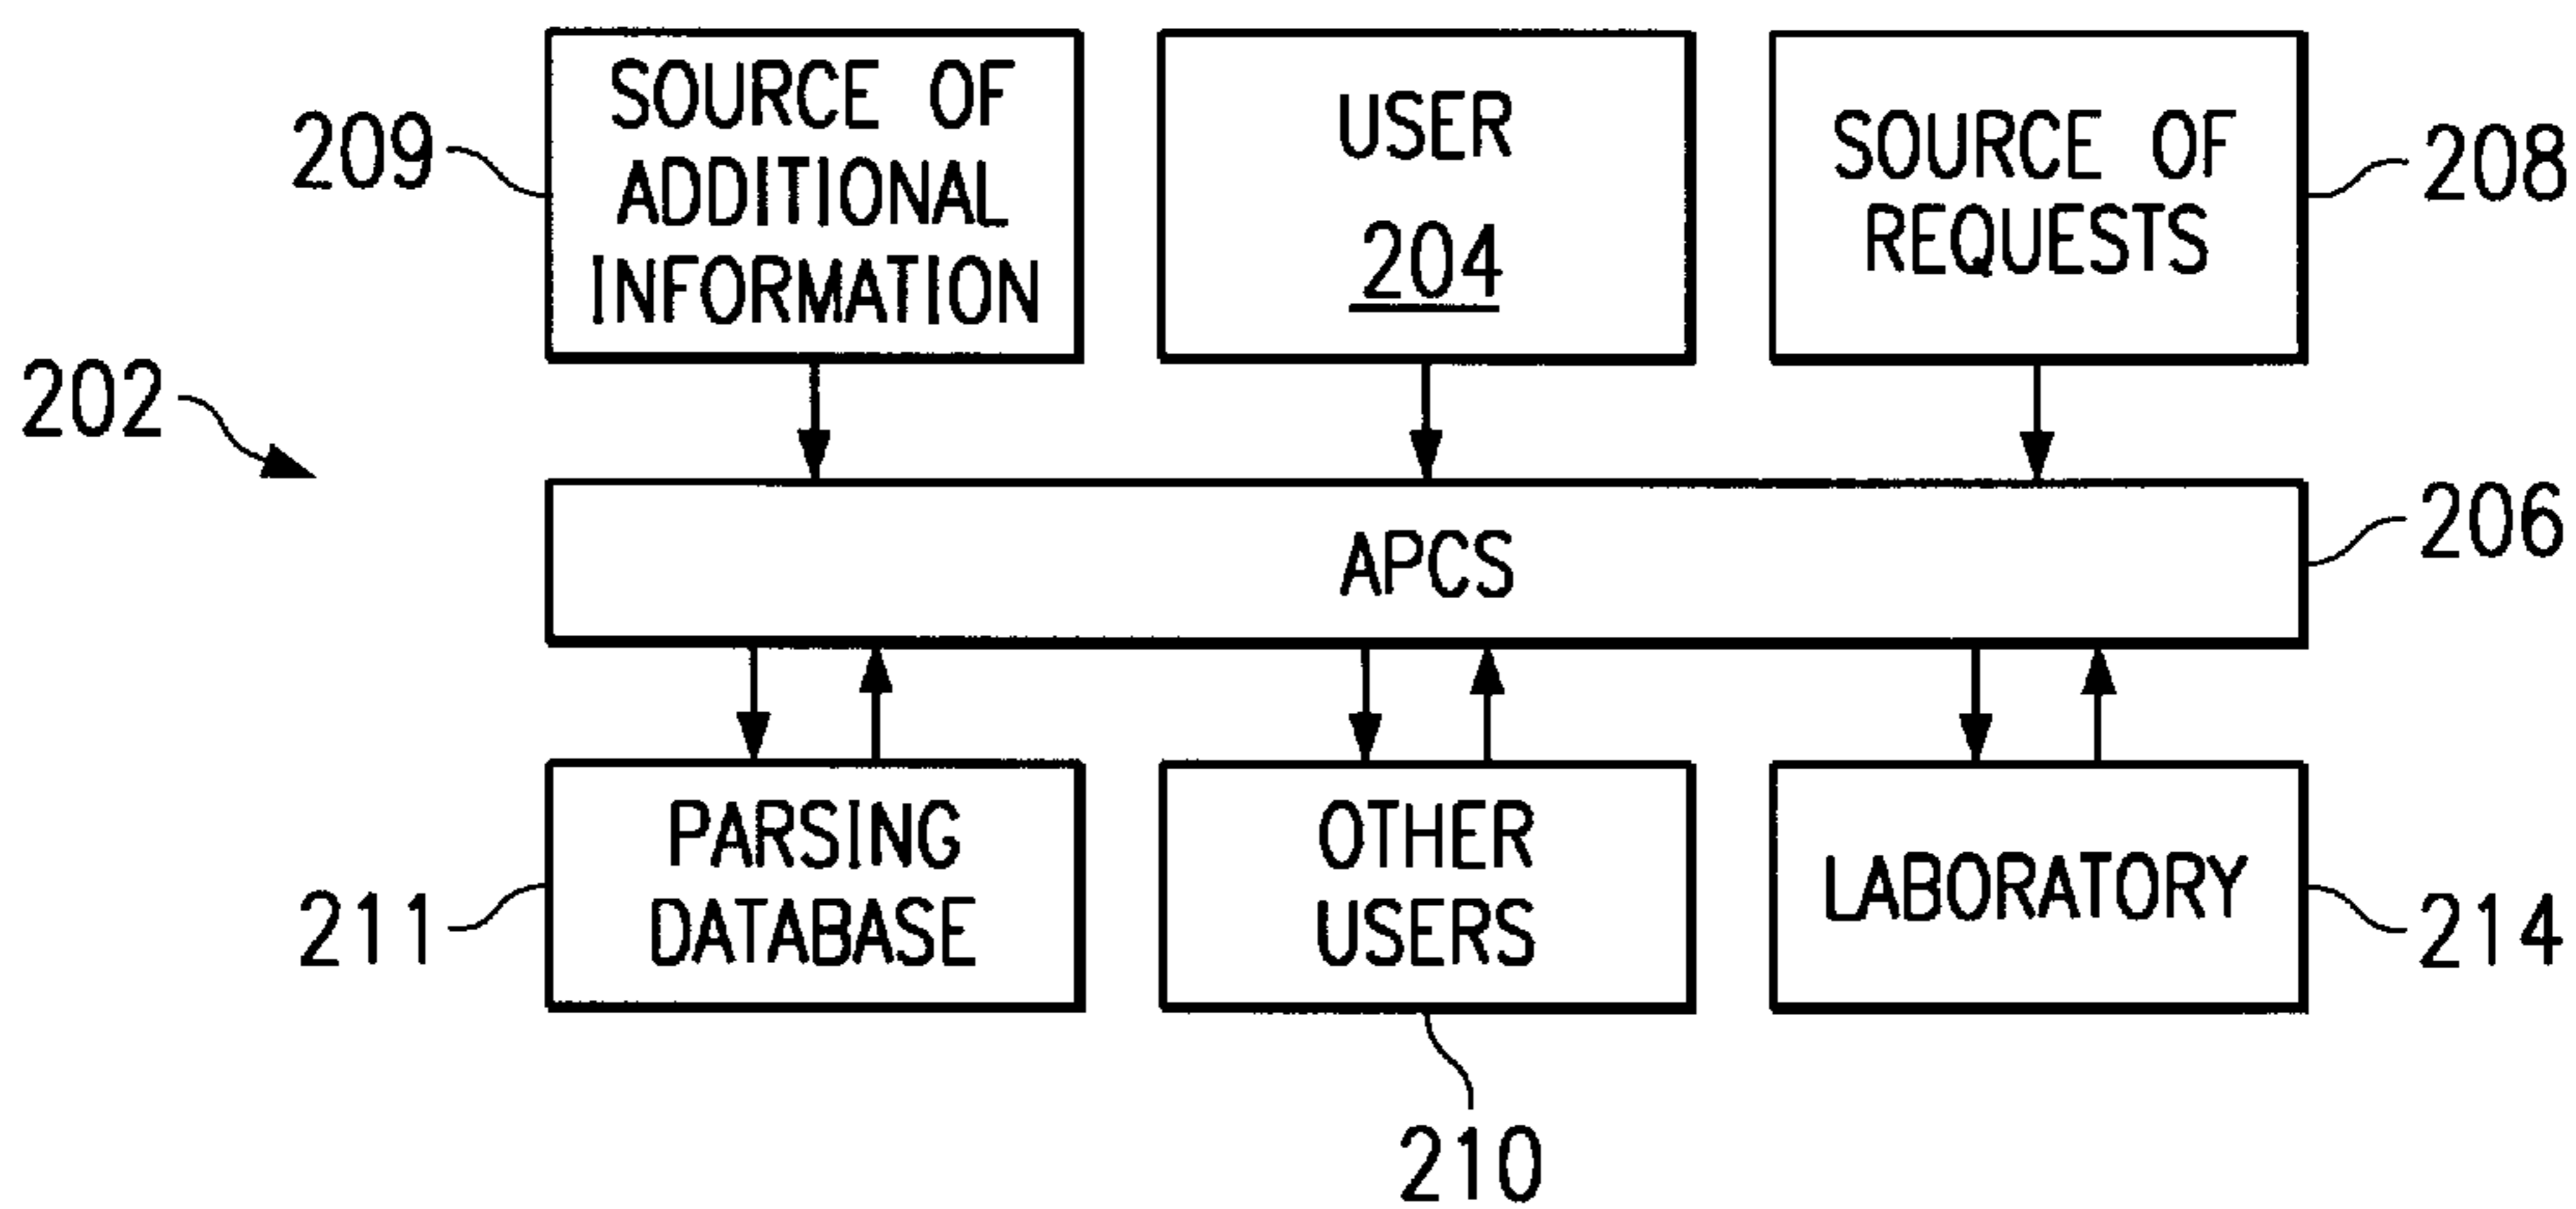 SOURCE OF
ADDITIONAL
INFORMATION
209
USER
204
SOURCE OF
REQUESTS
208
202
APCS
206
PARSING
DATABASE
211
OTHER
USERS
210
LABORATORY
214